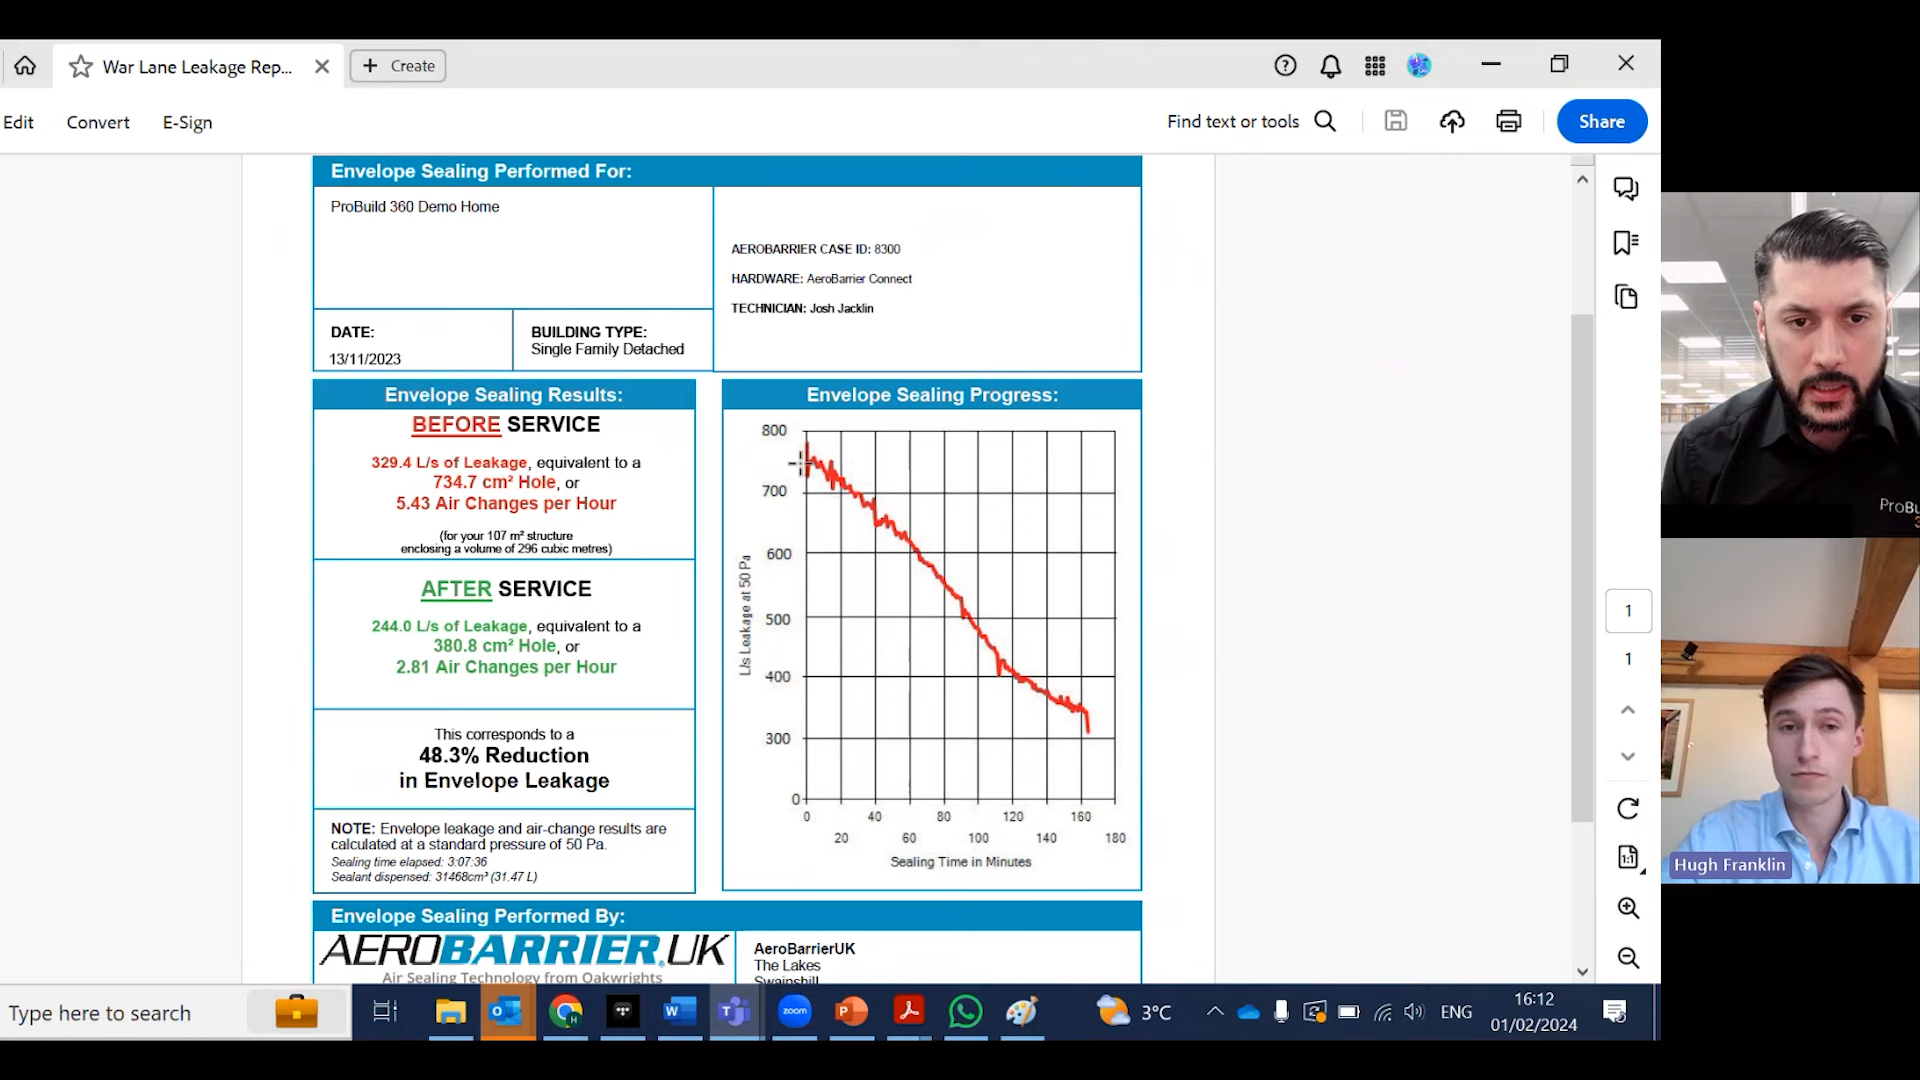 War Lane Leakage Rep...
Create
Edit
Convert
E-Sign
Find text or tools
Share
Envelope Sealing Performed For:
ProBuild 360 Demo Home
AEROBARRIER CASE ID: 8300
HARDWARE: AeroBarrier Connect
TECHNICIAN: Josh Jacklin
DATE:
13/11/2023
BUILDING TYPE:
Single Family Detached
Envelope Sealing Results:
BEFORE SERVICE
329.4 L/s of Leakage, equivalent to a
734.7 cm² Hole, or
5.43 Air Changes per Hour
(for your 107 m² structure
enclosing a volume of 296 cubic metres)
AFTER SERVICE
244.0 L/s of Leakage, equivalent to a
380.8 cm² Hole, or
2.81 Air Changes per Hour
This corresponds to a
48.3% Reduction
in Envelope Leakage
NOTE: Envelope leakage and air-change results are
calculated at a standard pressure of 50 Pa.
Sealing time elapsed: 3:07:36
Sealant dispensed: 31468cm³ (31.47 L)
Envelope Sealing Progress:
800
700
600
500
400
300
0
L/s Leakage at 50 Pa
0 40 80 120 160
20 60 100 140 180
Sealing Time in Minutes
Envelope Sealing Performed By:
AEROBARRIER.UK
Air Sealing Technology from Oakwrights
AeroBarrierUK
The Lakes
Swainshill
1
1
1:1
ProBu
3
Hugh Franklin
Type here to search
zoom
3°C
ENG
16:12
01/02/2024